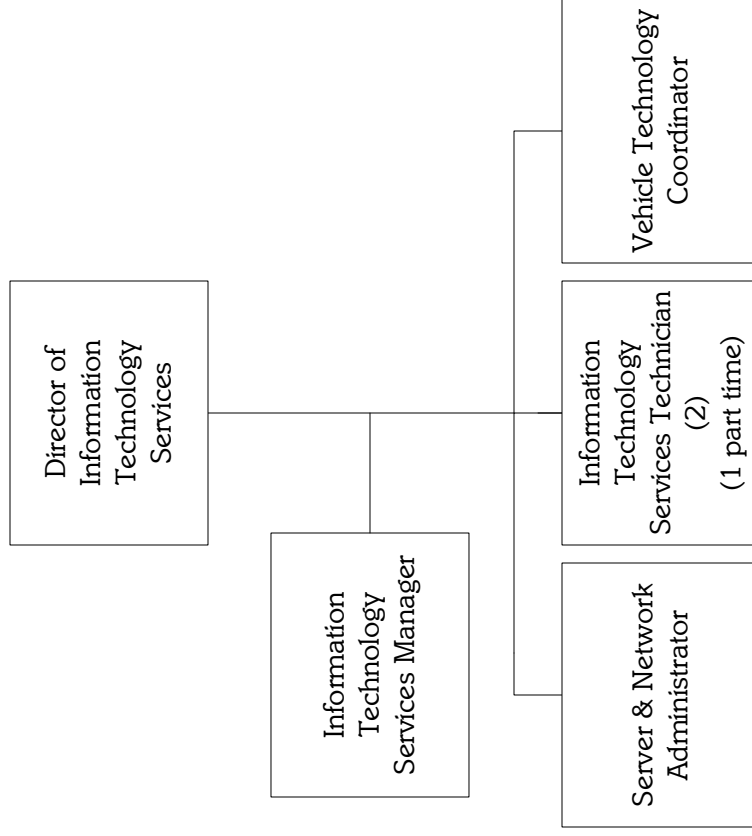 Director of
Information
Technology
Services
Information
Technology
Services Manager
Server & Network
Administrator
Information
Technology
Services Technician
(2)
(1 part time)
Vehicle Technology
Coordinator